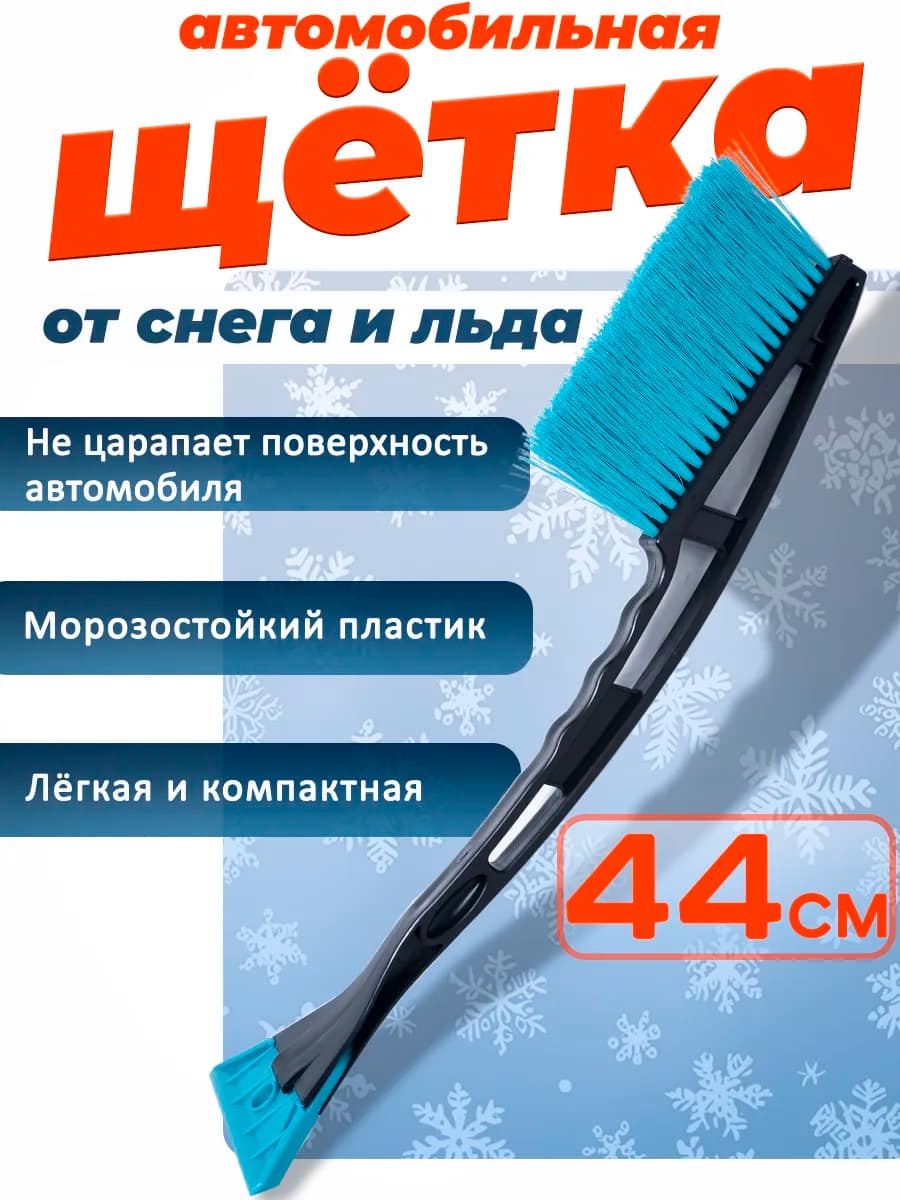 автомобильная
щётка
от снега и льда
Не царапает поверхность
автомобиля
Морозостойкий пластик
Лёгкая и компактная
44см